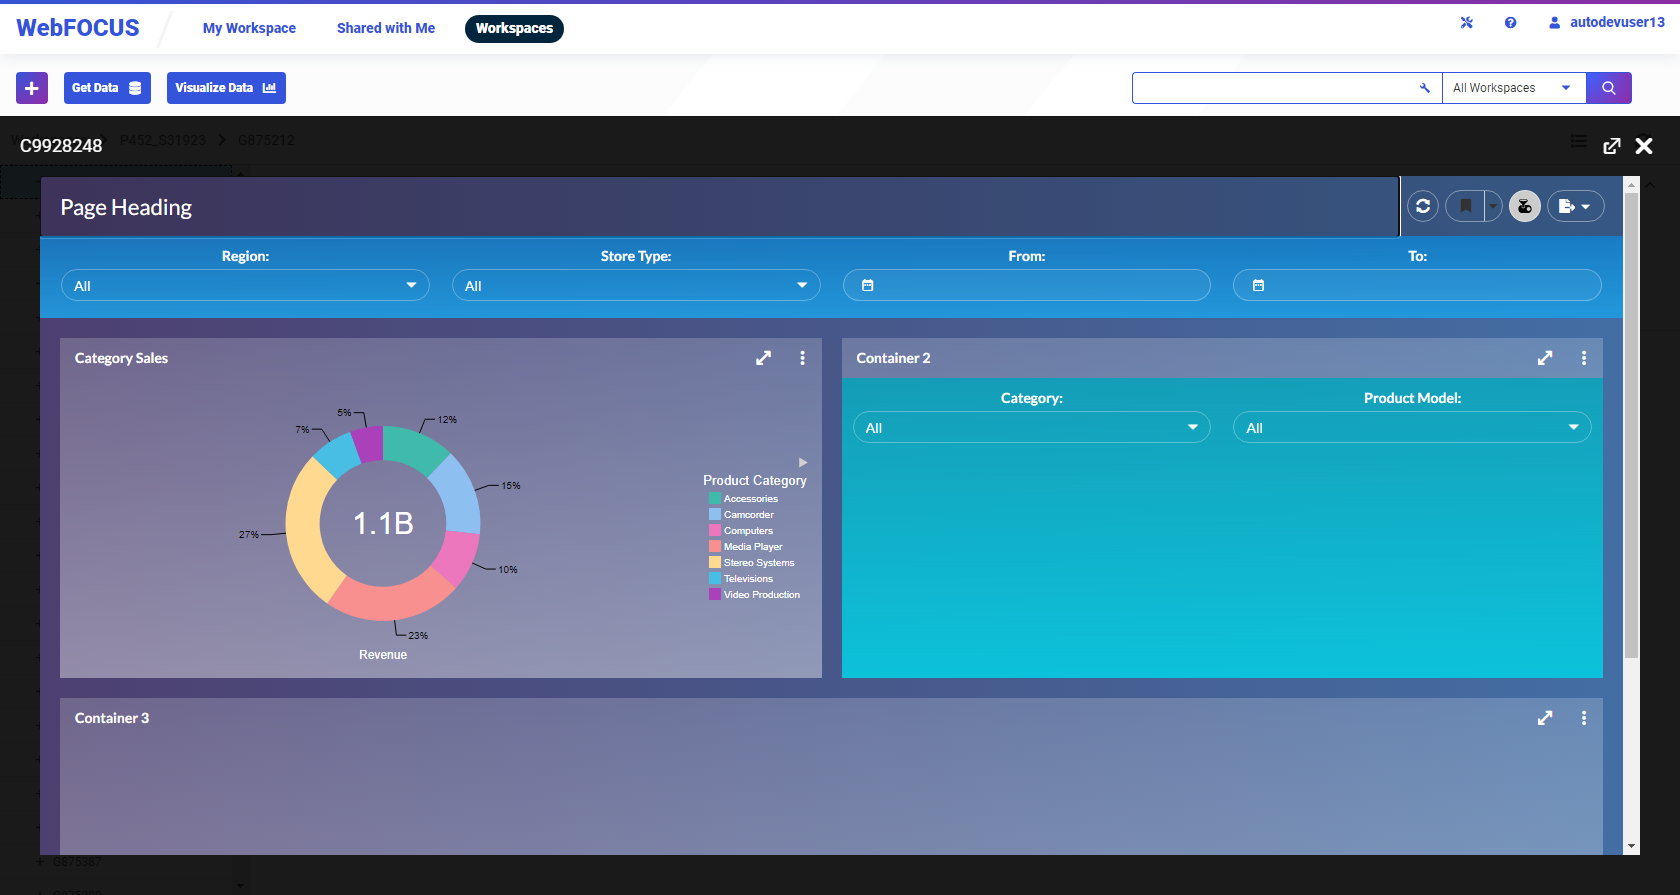 WebFOCUS
My Workspace
Shared with Me
Workspaces
autodevuser13
Get Data
Visualize Data
All Workspaces
P452_S31923
G875212
C9928248
Page Heading
Region:
Store Type:
From:
To:
All
All
Category Sales
Container 2
Category:
Product Model:
All
All
5%
12%
7%
15%
27%
10%
23%
1.1B
Revenue
Product Category
Accessories
Camcorder
Computers
Media Player
Stereo Systems
Televisions
Video Production
Container 3
G875387